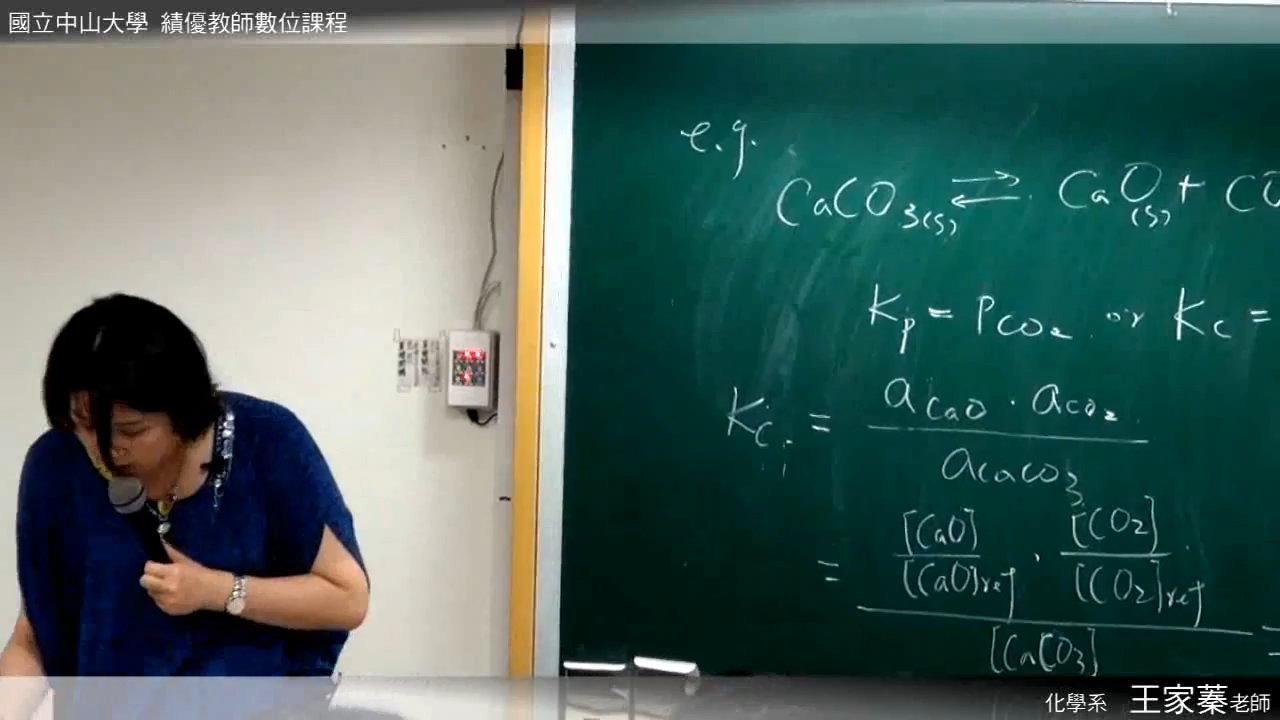 國立中山大學 績優教師數位課程
e.g.
CaCO3(s) ⇌ CaO(s) + CO
Kp = PCO2 or Kc =
Kc = aCaO · aCO2
aCaCO3
= [CaO] · [CO2]
[CaO]ref [CO2]ref
[CaCO3] =
化學系 王家蓁老師